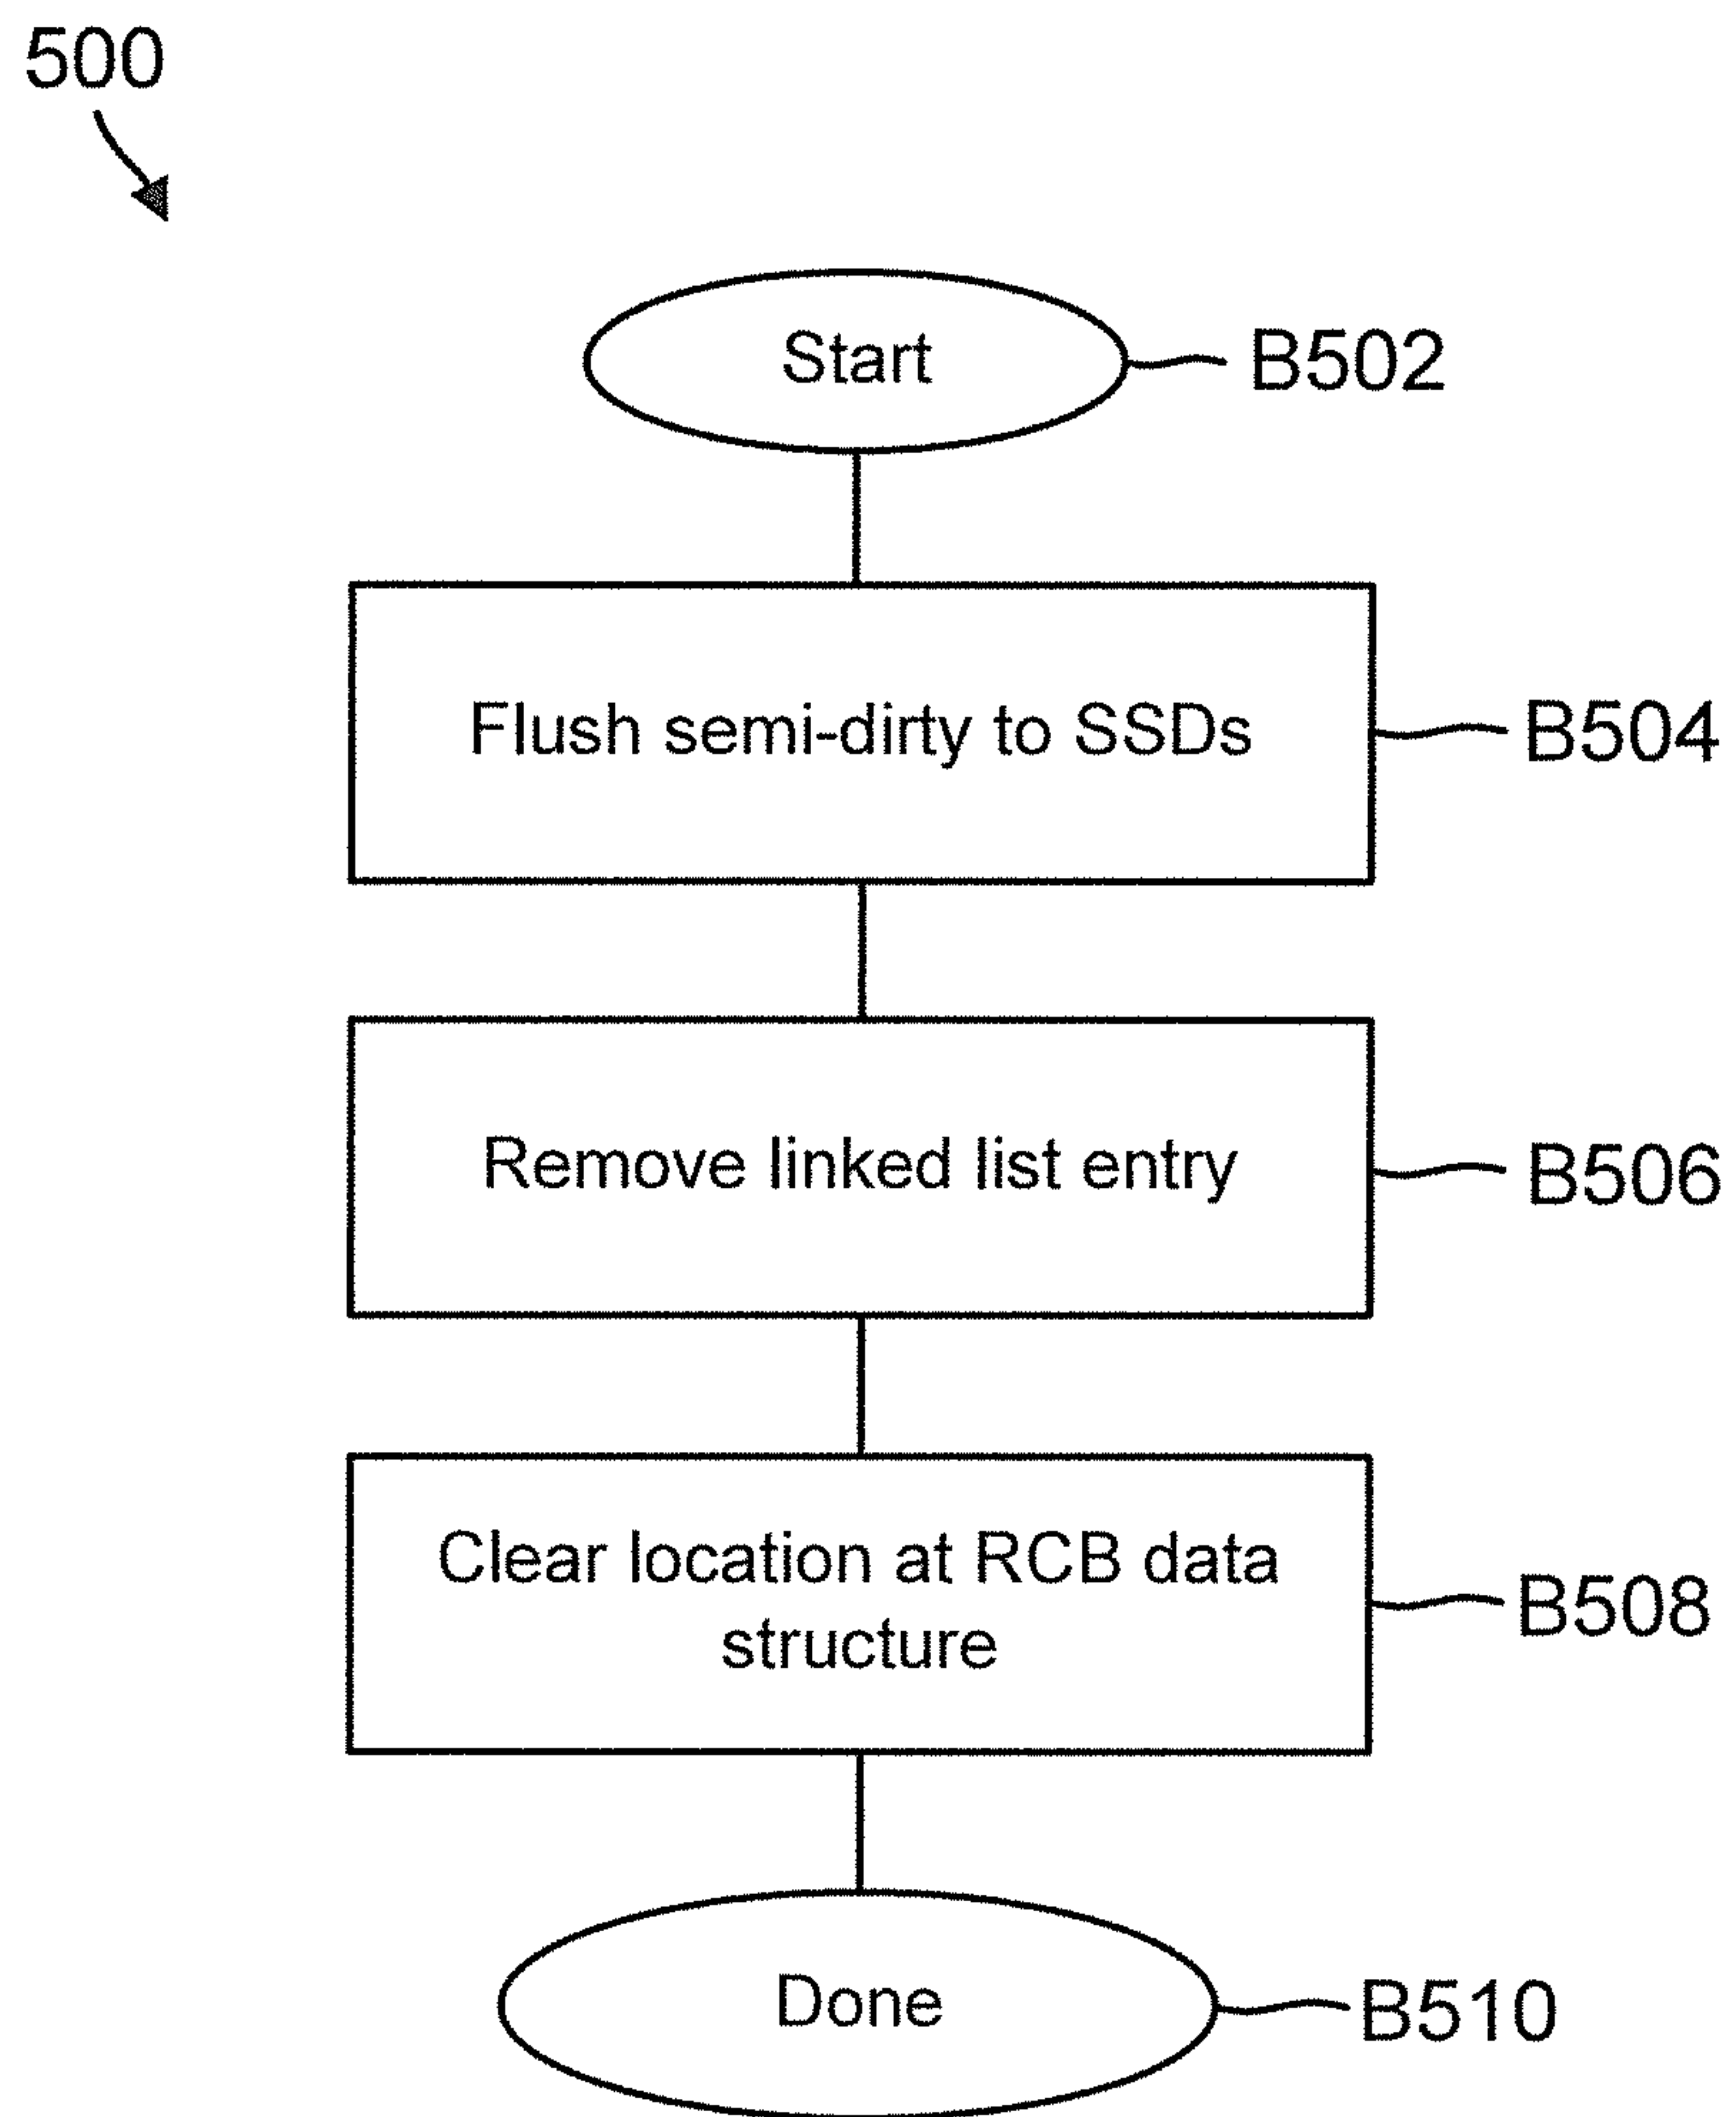 500
Start
B502
Flush semi-dirty to SSDs
B504
Remove linked list entry
B506
Clear location at RCB data
structure
B508
Done
B510